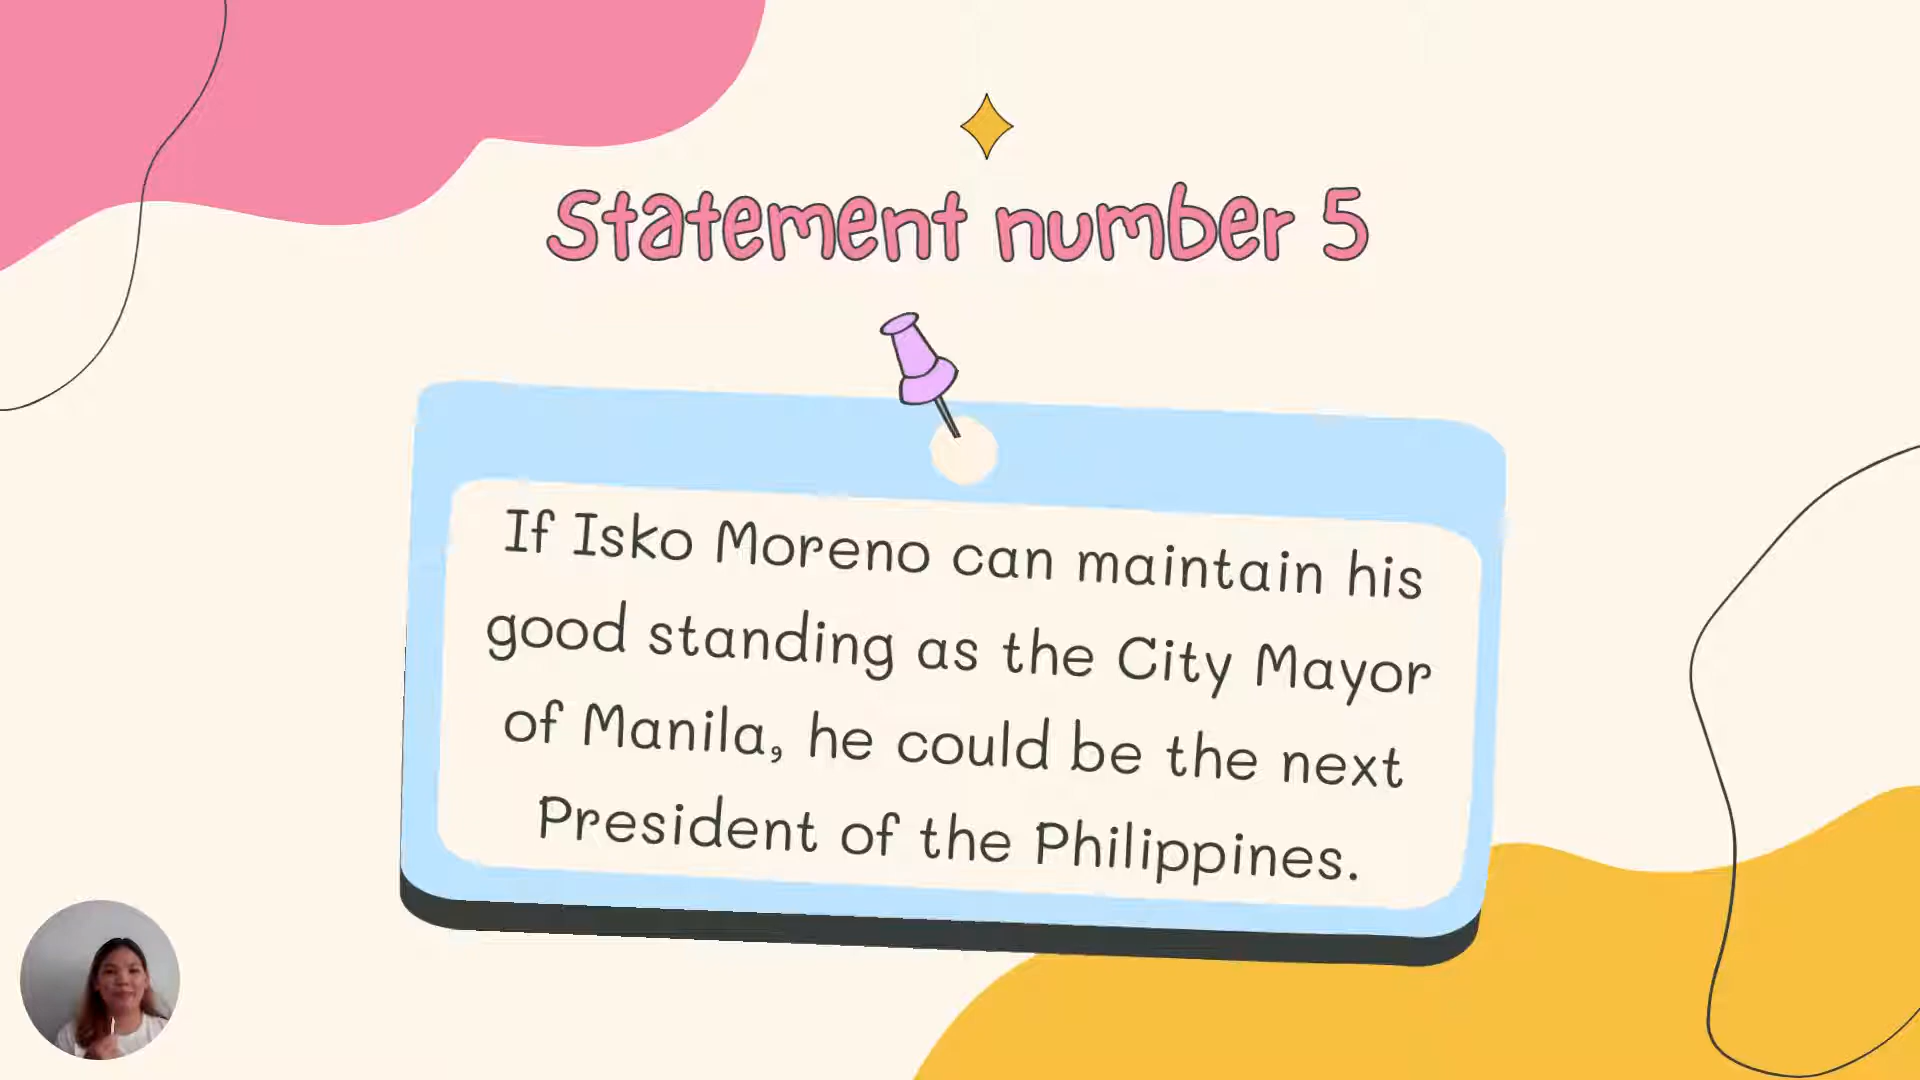 Statement number 5
If Isko Moreno can maintain his
good standing as the City Mayor
of Manila, he could be the next
President of the Philippines.